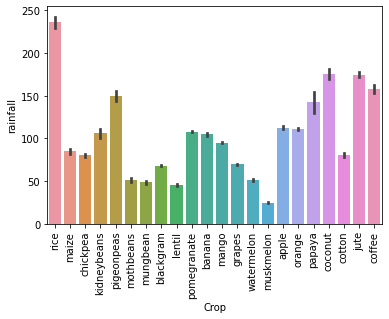 250
200
150
100
50
0
rainfall
rice
maize
chickpea
kidneybeans
pigeonpeas
mothbeans
mungbean
blackgram
lentil
pomegranate
banana
mango
grapes
watermelon
muskmelon
apple
orange
papaya
coconut
cotton
jute
coffee
Crop